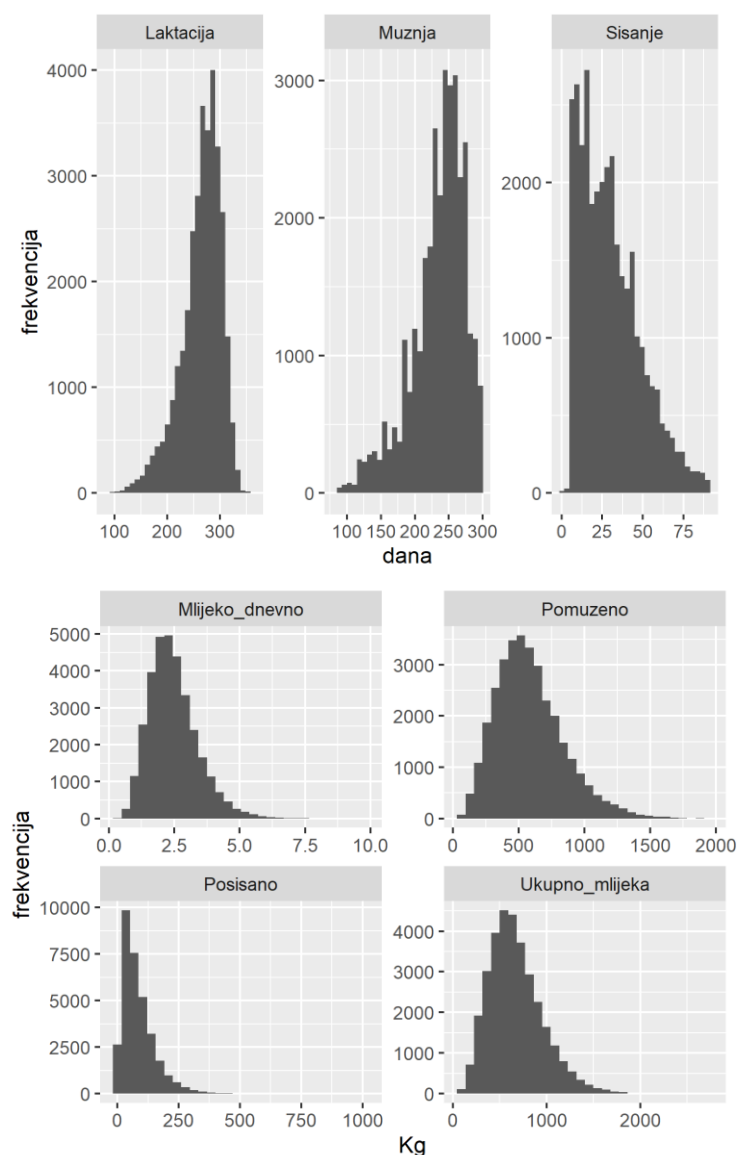 Laktacija
Muznja
Sisanje
4000
3000
2000
1000
0
100 200 300
3000
2000
1000
0
100 150 200 250 300
2000
1000
0
0 25 50 75
frekvencija
dana
Mlijeko_dnevno
Pomuzeno
5000
4000
3000
2000
1000
0
0.0 2.5 5.0 7.5 10.0
3000
2000
1000
0
0 500 1000 1500 2000
Posisano
Ukupno_mlijeka
10000
7500
5000
2500
0
0 250 500 750 1000
4000
3000
2000
1000
0
0 1000 2000
frekvencija
Kg